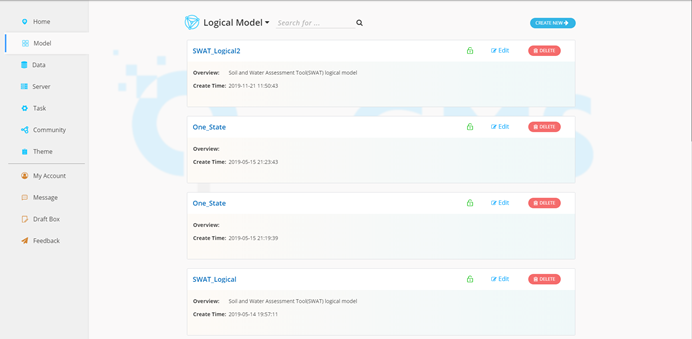 Home
Model
Data
Server
Task
Community
Theme
My Account
Message
Draft Box
Feedback
Logical Model
Search for ...
CREATE NEW
SWAT_Logical2
Edit
DELETE
Overview: Soil and Water Assessment Tool(SWAT) logical model
Create Time: 2019-11-21 11:50:43
One_State
Edit
DELETE
Overview:
Create Time: 2019-05-15 21:23:43
One_State
Edit
DELETE
Overview:
Create Time: 2019-05-15 21:19:39
SWAT_Logical
Edit
DELETE
Overview: Soil and Water Assessment Tool(SWAT) logical model
Create Time: 2019-05-14 19:57:11